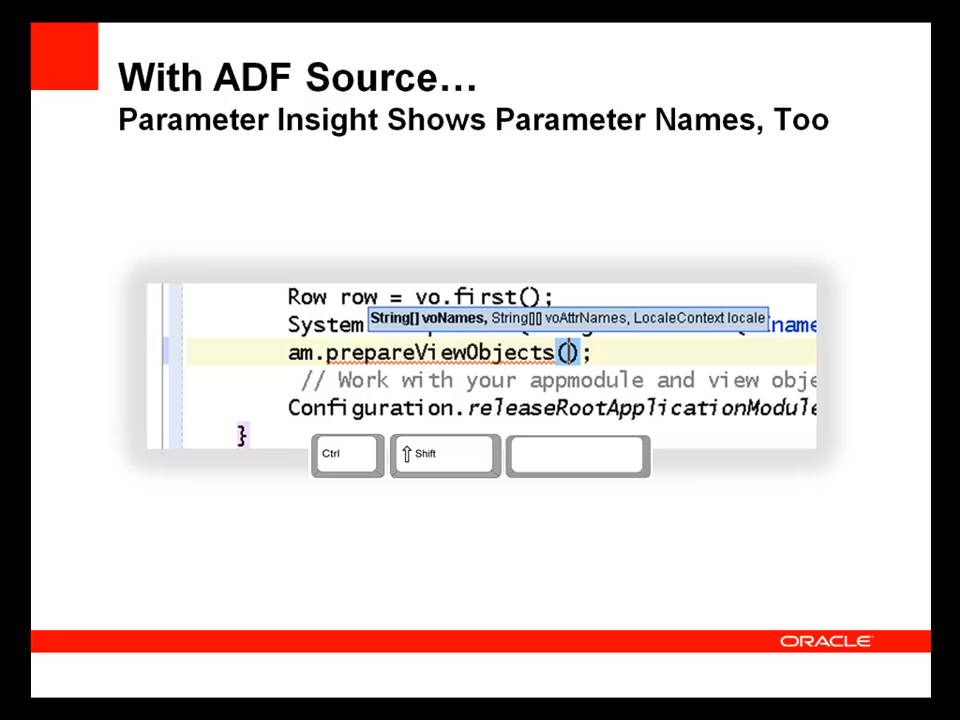 With ADF Source…
Parameter Insight Shows Parameter Names, Too
Row row = vo.first();
String[] voNames, String[][] voAttrNames, LocaleContext locale
System
am.prepareViewObjects();
// Work with your appmodule and view obje
Configuration.releaseRootApplicationModule
}
Ctrl
⇧ Shift
ORACLE